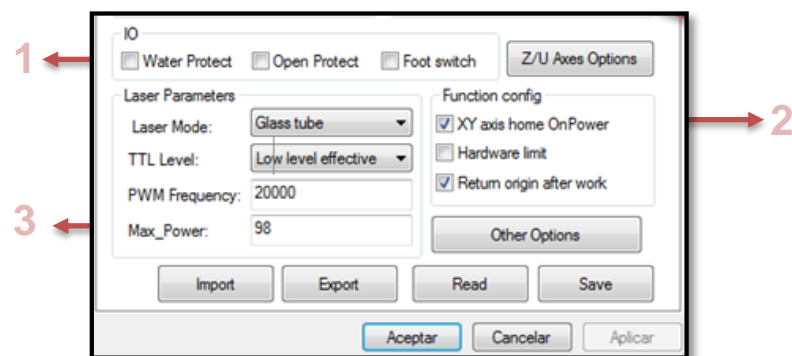 IO
1
Water Protect Open Protect Foot switch Z/U Axes Options
Laser Parameters Function config
Laser Mode: Glass tube XY axis home OnPower
2
TTL Level: Low level effective Hardware limit
PWM Frequency: 20000 Return origin after work
3
Max_Power: 98 Other Options
Import Export Read Save
Aceptar Cancelar Aplicar